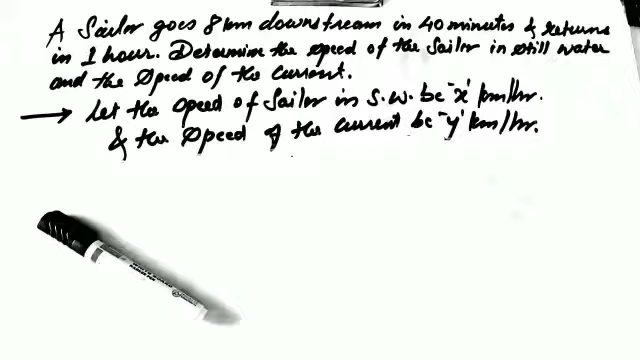 A Sailor goes 8 km downstream in 40 minutes & returns
in 1 hour. Determine the speed of the Sailor in still water
and the speed of the current.
→ let the speed of Sailor in s.w. be 'x' km/hr.
& the speed of the current be 'y' km/hr.